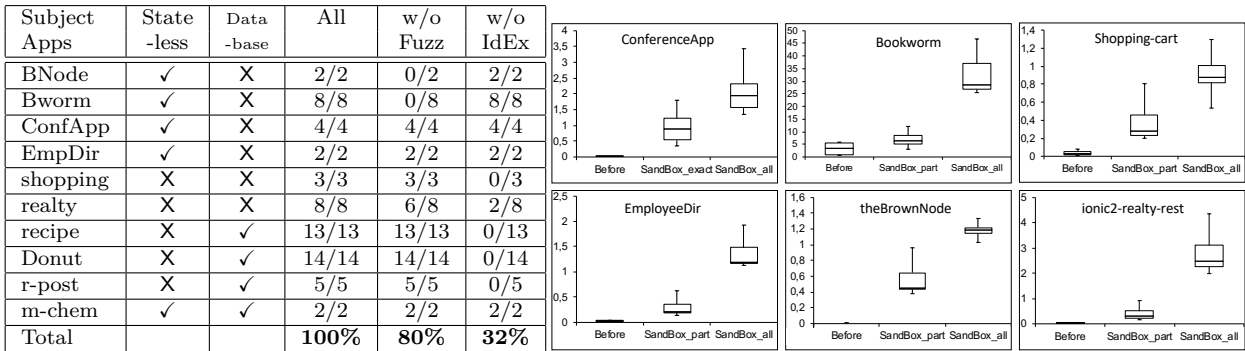 Subject State Data All w/o w/o
Apps -less -base Fuzz IdEx
BNode ✓ X 2/2 0/2 2/2
Bworm ✓ X 8/8 0/8 8/8
ConfApp ✓ X 4/4 4/4 4/4
EmpDir ✓ X 2/2 2/2 2/2
shopping X X 3/3 3/3 0/3
realty X X 8/8 6/8 2/8
recipe X ✓ 13/13 13/13 0/13
Donut X ✓ 14/14 14/14 0/14
r-post X ✓ 5/5 5/5 0/5
m-chem ✓ ✓ 2/2 2/2 2/2
Total 100% 80% 32%
ConferenceApp
4
3,5
3
2,5
2
1,5
1
0,5
0
Before SandBox_exact SandBox_all
Bookworm
50
45
40
35
30
25
20
15
10
5
0
Before SandBox_part SandBox_all
Shopping-cart
1,4
1,2
1
0,8
0,6
0,4
0,2
0
Before SandBox_part SandBox_all
EmployeeDir
2,5
2
1,5
1
0,5
0
Before SandBox_part SandBox_all
theBrownNode
1,6
1,4
1,2
1
0,8
0,6
0,4
0,2
0
Before SandBox_part SandBox_all
ionic2-realty-rest
5
4
3
2
1
0
Before SandBox_part SandBox_all